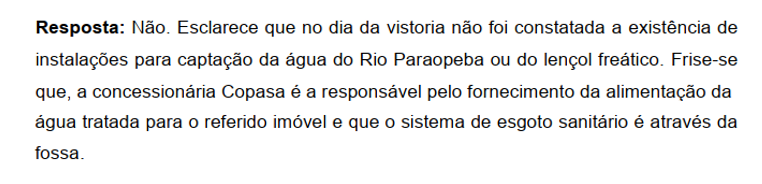 Resposta: Não. Esclarece que no dia da vistoria não foi constatada a existência de
instalações para captação da água do Rio Paraopeba ou do lençol freático. Frise-se
que, a concessionária Copasa é a responsável pelo fornecimento da alimentação da
água tratada para o referido imóvel e que o sistema de esgoto sanitário é através da
fossa.